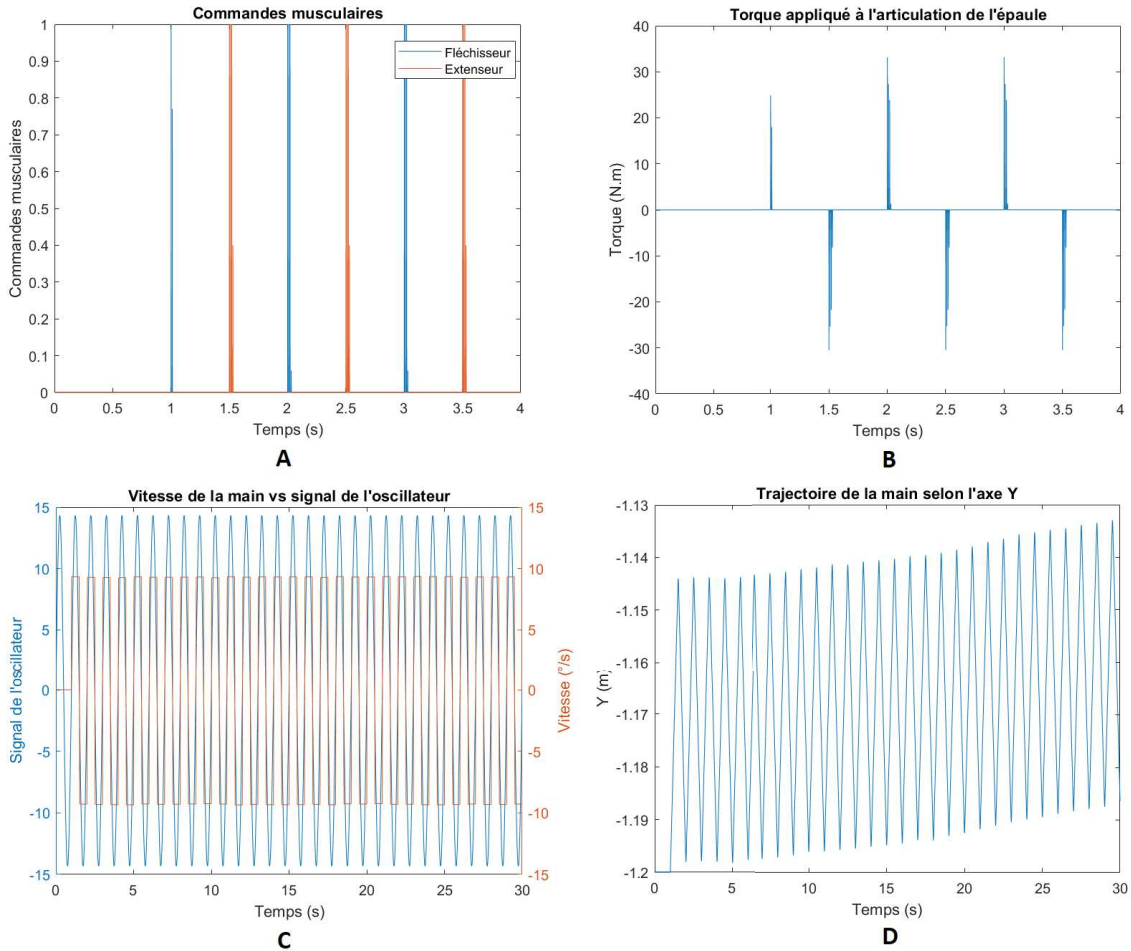 Commandes musculaires
Commandes musculaires
1
0.9
0.8
0.7
0.6
0.5
0.4
0.3
0.2
0.1
0
Fléchisseur
Extenseur
0 0.5 1 1.5 2 2.5 3 3.5 4
Temps (s)
A
Torque appliqué à l'articulation de l'épaule
Torque (N.m)
40
30
20
10
0
-10
-20
-30
-40
0 0.5 1 1.5 2 2.5 3 3.5 4
Temps (s)
B
Vitesse de la main vs signal de l'oscillateur
Signal de l'oscillateur
15
10
5
0
-5
-10
-15
15
10
5
0
-5
-10
-15
Vitesse (°/s)
0 5 10 15 20 25 30
Temps (s)
C
Trajectoire de la main selon l'axe Y
Y (m)
-1.13
-1.14
-1.15
-1.16
-1.17
-1.18
-1.19
-1.2
0 5 10 15 20 25 30
Temps (s)
D